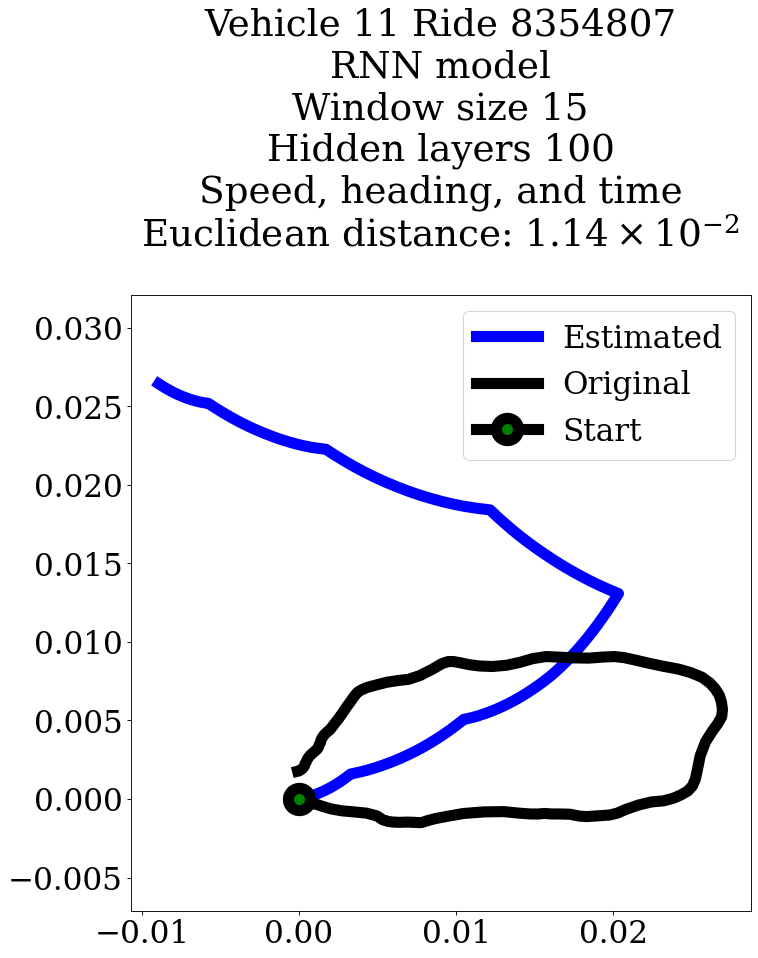 Vehicle 11 Ride 8354807
RNN model
Window size 15
Hidden layers 100
Speed, heading, and time
Euclidean distance: 1.14 × 10⁻²
Estimated
Original
Start
0.030
0.025
0.020
0.015
0.010
0.005
0.000
−0.005
−0.01 0.00 0.01 0.02